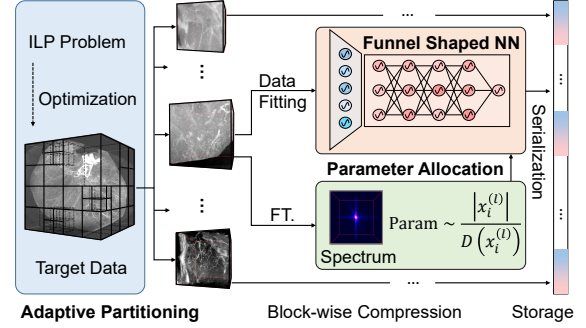 ILP Problem
Optimization
Target Data
Adaptive Partitioning
...
...
...
Data
Fitting
FT.
Funnel Shaped NN
Parameter Allocation
Spectrum
Param ~ |x_i^{(l)}| / D(x_i^{(l)})
Block-wise Compression
...
Serialization
...
Storage